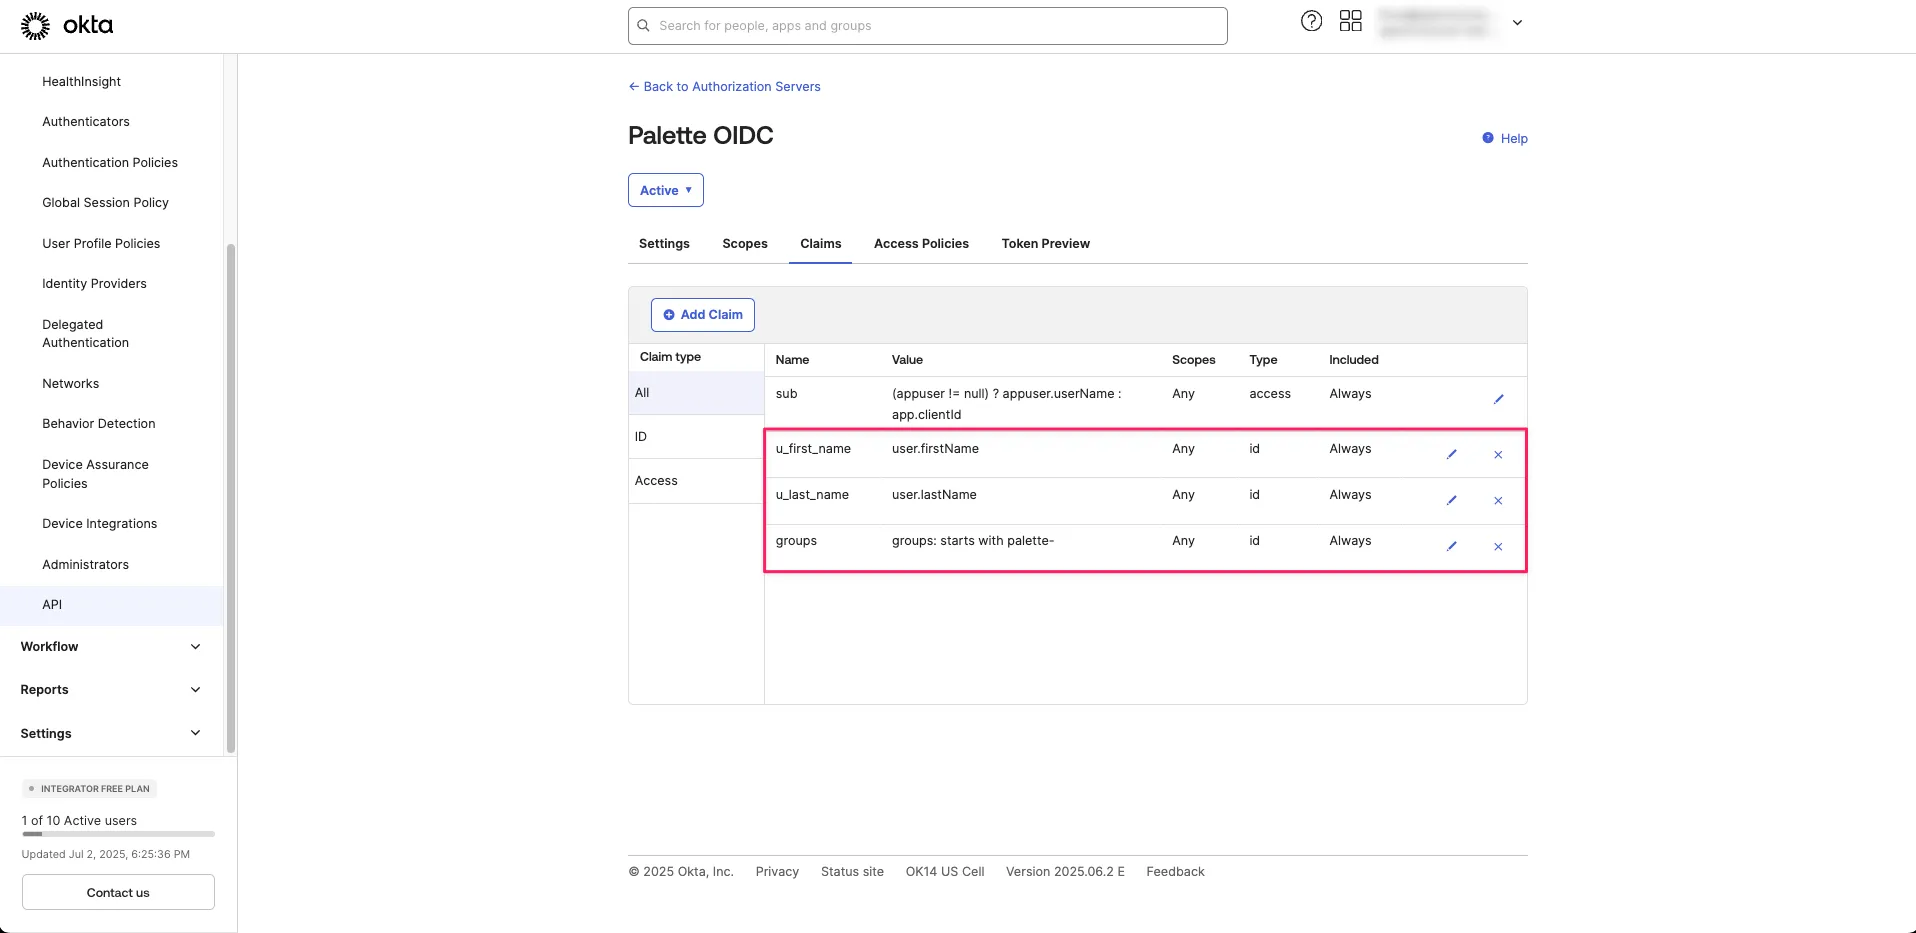 okta
Search for people, apps and groups
HealthInsight
Authenticators
Authentication Policies
Global Session Policy
User Profile Policies
Identity Providers
Delegated
Authentication
Networks
Behavior Detection
Device Assurance
Policies
Device Integrations
Administrators
API
Workflow
Reports
Settings
INTEGRATOR FREE PLAN
1 of 10 Active users
Updated Jul 2, 2025, 6:25:36 PM
Contact us
← Back to Authorization Servers
Palette OIDC
Help
Active ▼
Settings Scopes Claims Access Policies Token Preview
Add Claim
Claim type
All
ID
Access
Name Value Scopes Type Included
sub (appuser != null) ? appuser.userName : Any access Always
app.clientId
u_first_name user.firstName Any id Always
u_last_name user.lastName Any id Always
groups groups: starts with palette- Any id Always
© 2025 Okta, Inc. Privacy Status site OK14 US Cell Version 2025.06.2 E Feedback